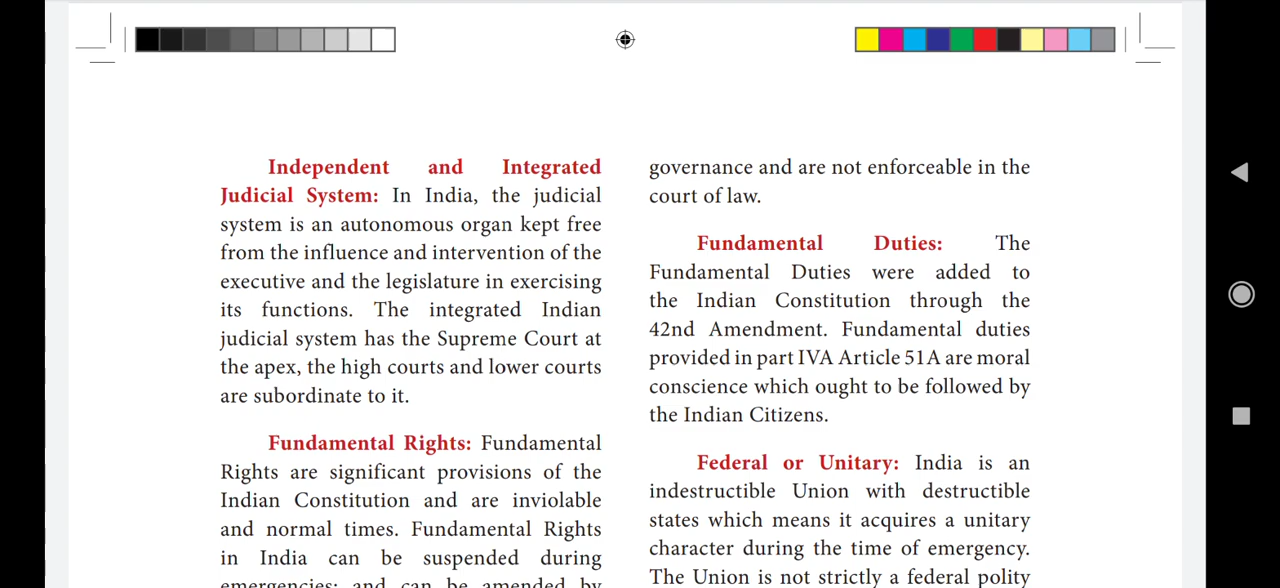 Independent and Integrated
Judicial System: In India, the judicial
system is an autonomous organ kept free
from the influence and intervention of the
executive and the legislature in exercising
its functions. The integrated Indian
judicial system has the Supreme Court at
the apex, the high courts and lower courts
are subordinate to it.
Fundamental Rights: Fundamental
Rights are significant provisions of the
Indian Constitution and are inviolable
and normal times. Fundamental Rights
in India can be suspended during
emergencies; and can be amended by
governance and are not enforceable in the
court of law.
Fundamental Duties: The
Fundamental Duties were added to
the Indian Constitution through the
42nd Amendment. Fundamental duties
provided in part IVA Article 51A are moral
conscience which ought to be followed by
the Indian Citizens.
Federal or Unitary: India is an
indestructible Union with destructible
states which means it acquires a unitary
character during the time of emergency.
The Union is not strictly a federal polity